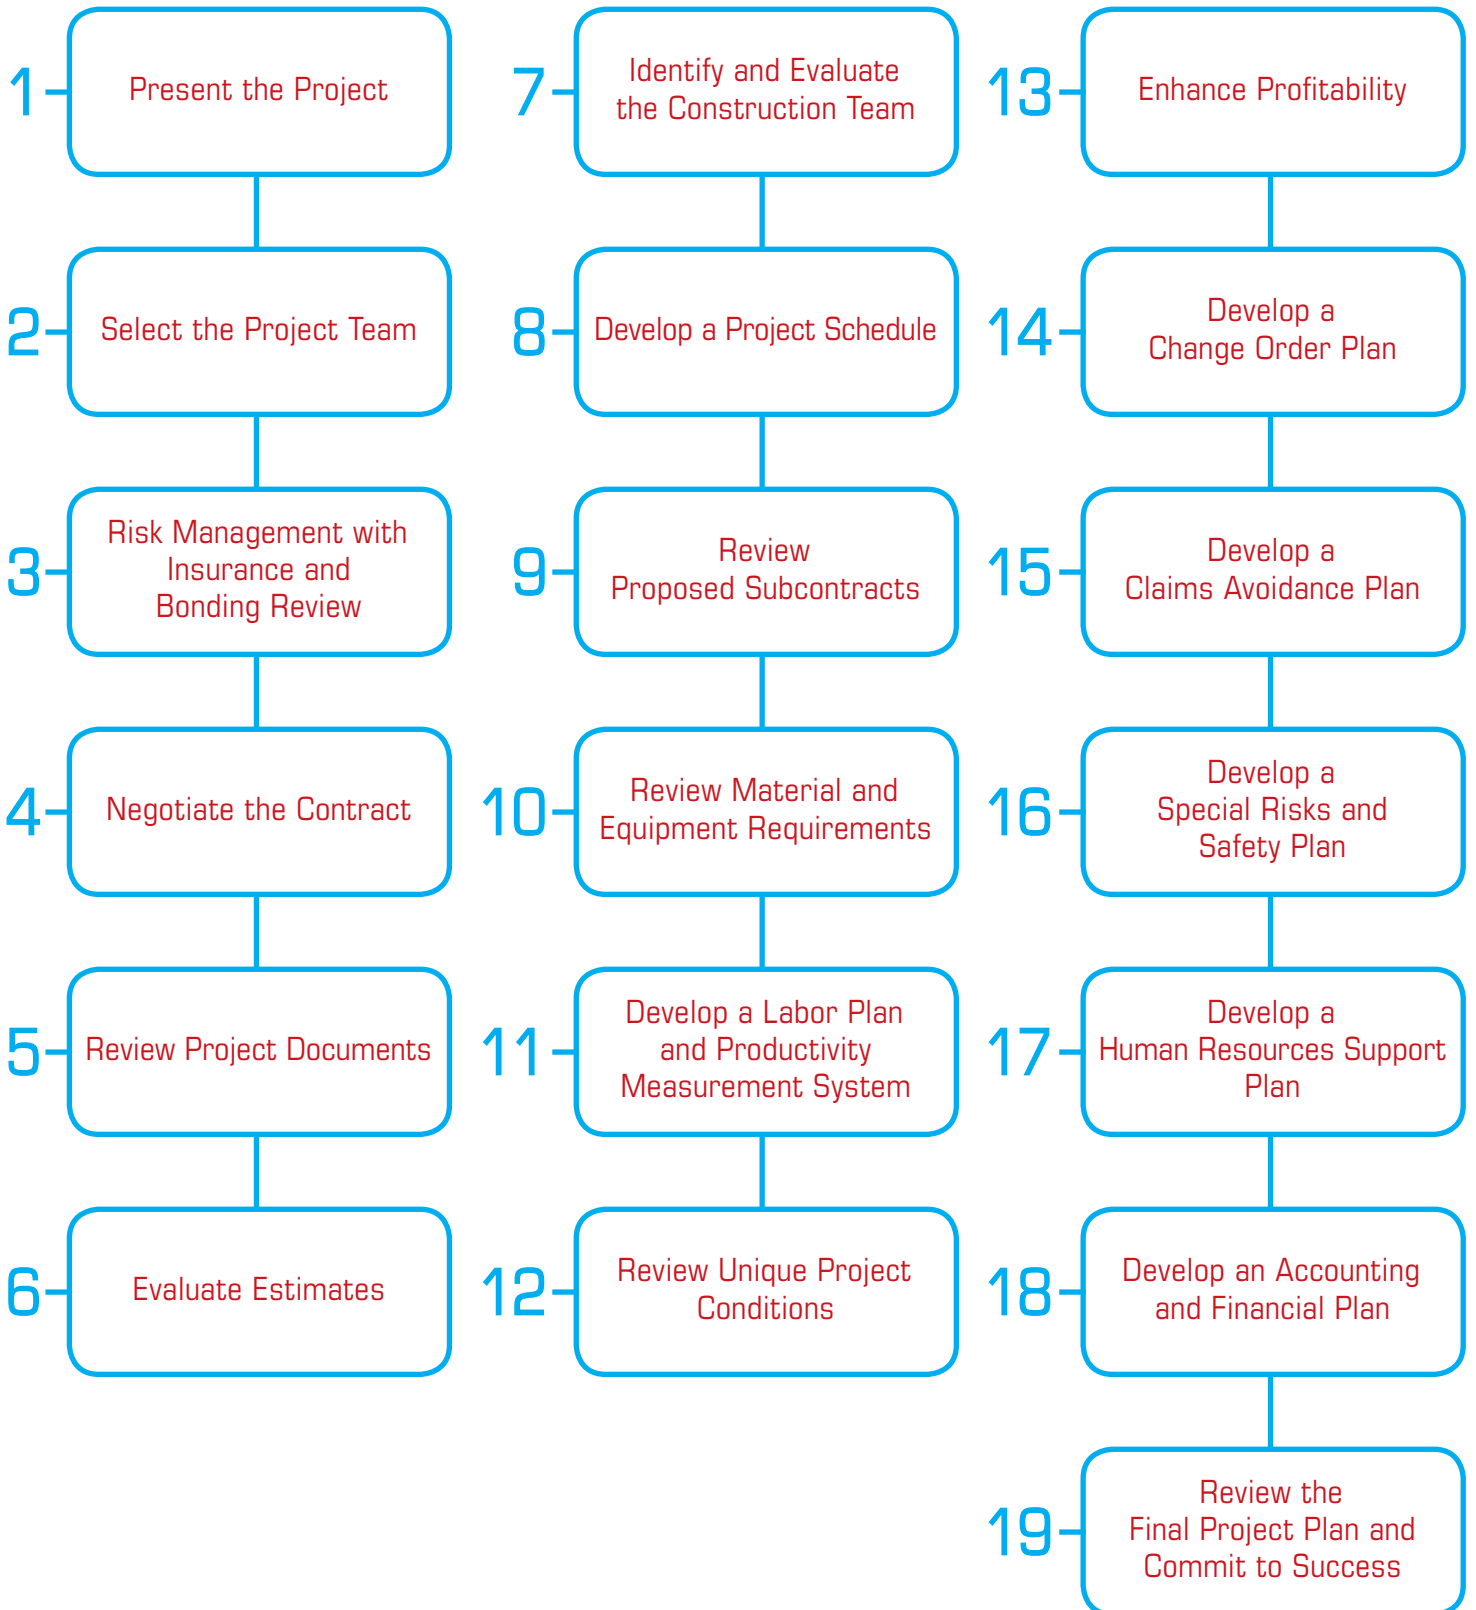 1
Present the Project
2
Select the Project Team
3
Risk Management with
Insurance and
Bonding Review
4
Negotiate the Contract
5
Review Project Documents
6
Evaluate Estimates
7
Identify and Evaluate
the Construction Team
8
Develop a Project Schedule
9
Review
Proposed Subcontracts
10
Review Material and
Equipment Requirements
11
Develop a Labor Plan
and Productivity
Measurement System
12
Review Unique Project
Conditions
13
Enhance Profitability
14
Develop a
Change Order Plan
15
Develop a
Claims Avoidance Plan
16
Develop a
Special Risks and
Safety Plan
17
Develop a
Human Resources Support
Plan
18
Develop an Accounting
and Financial Plan
19
Review the
Final Project Plan and
Commit to Success